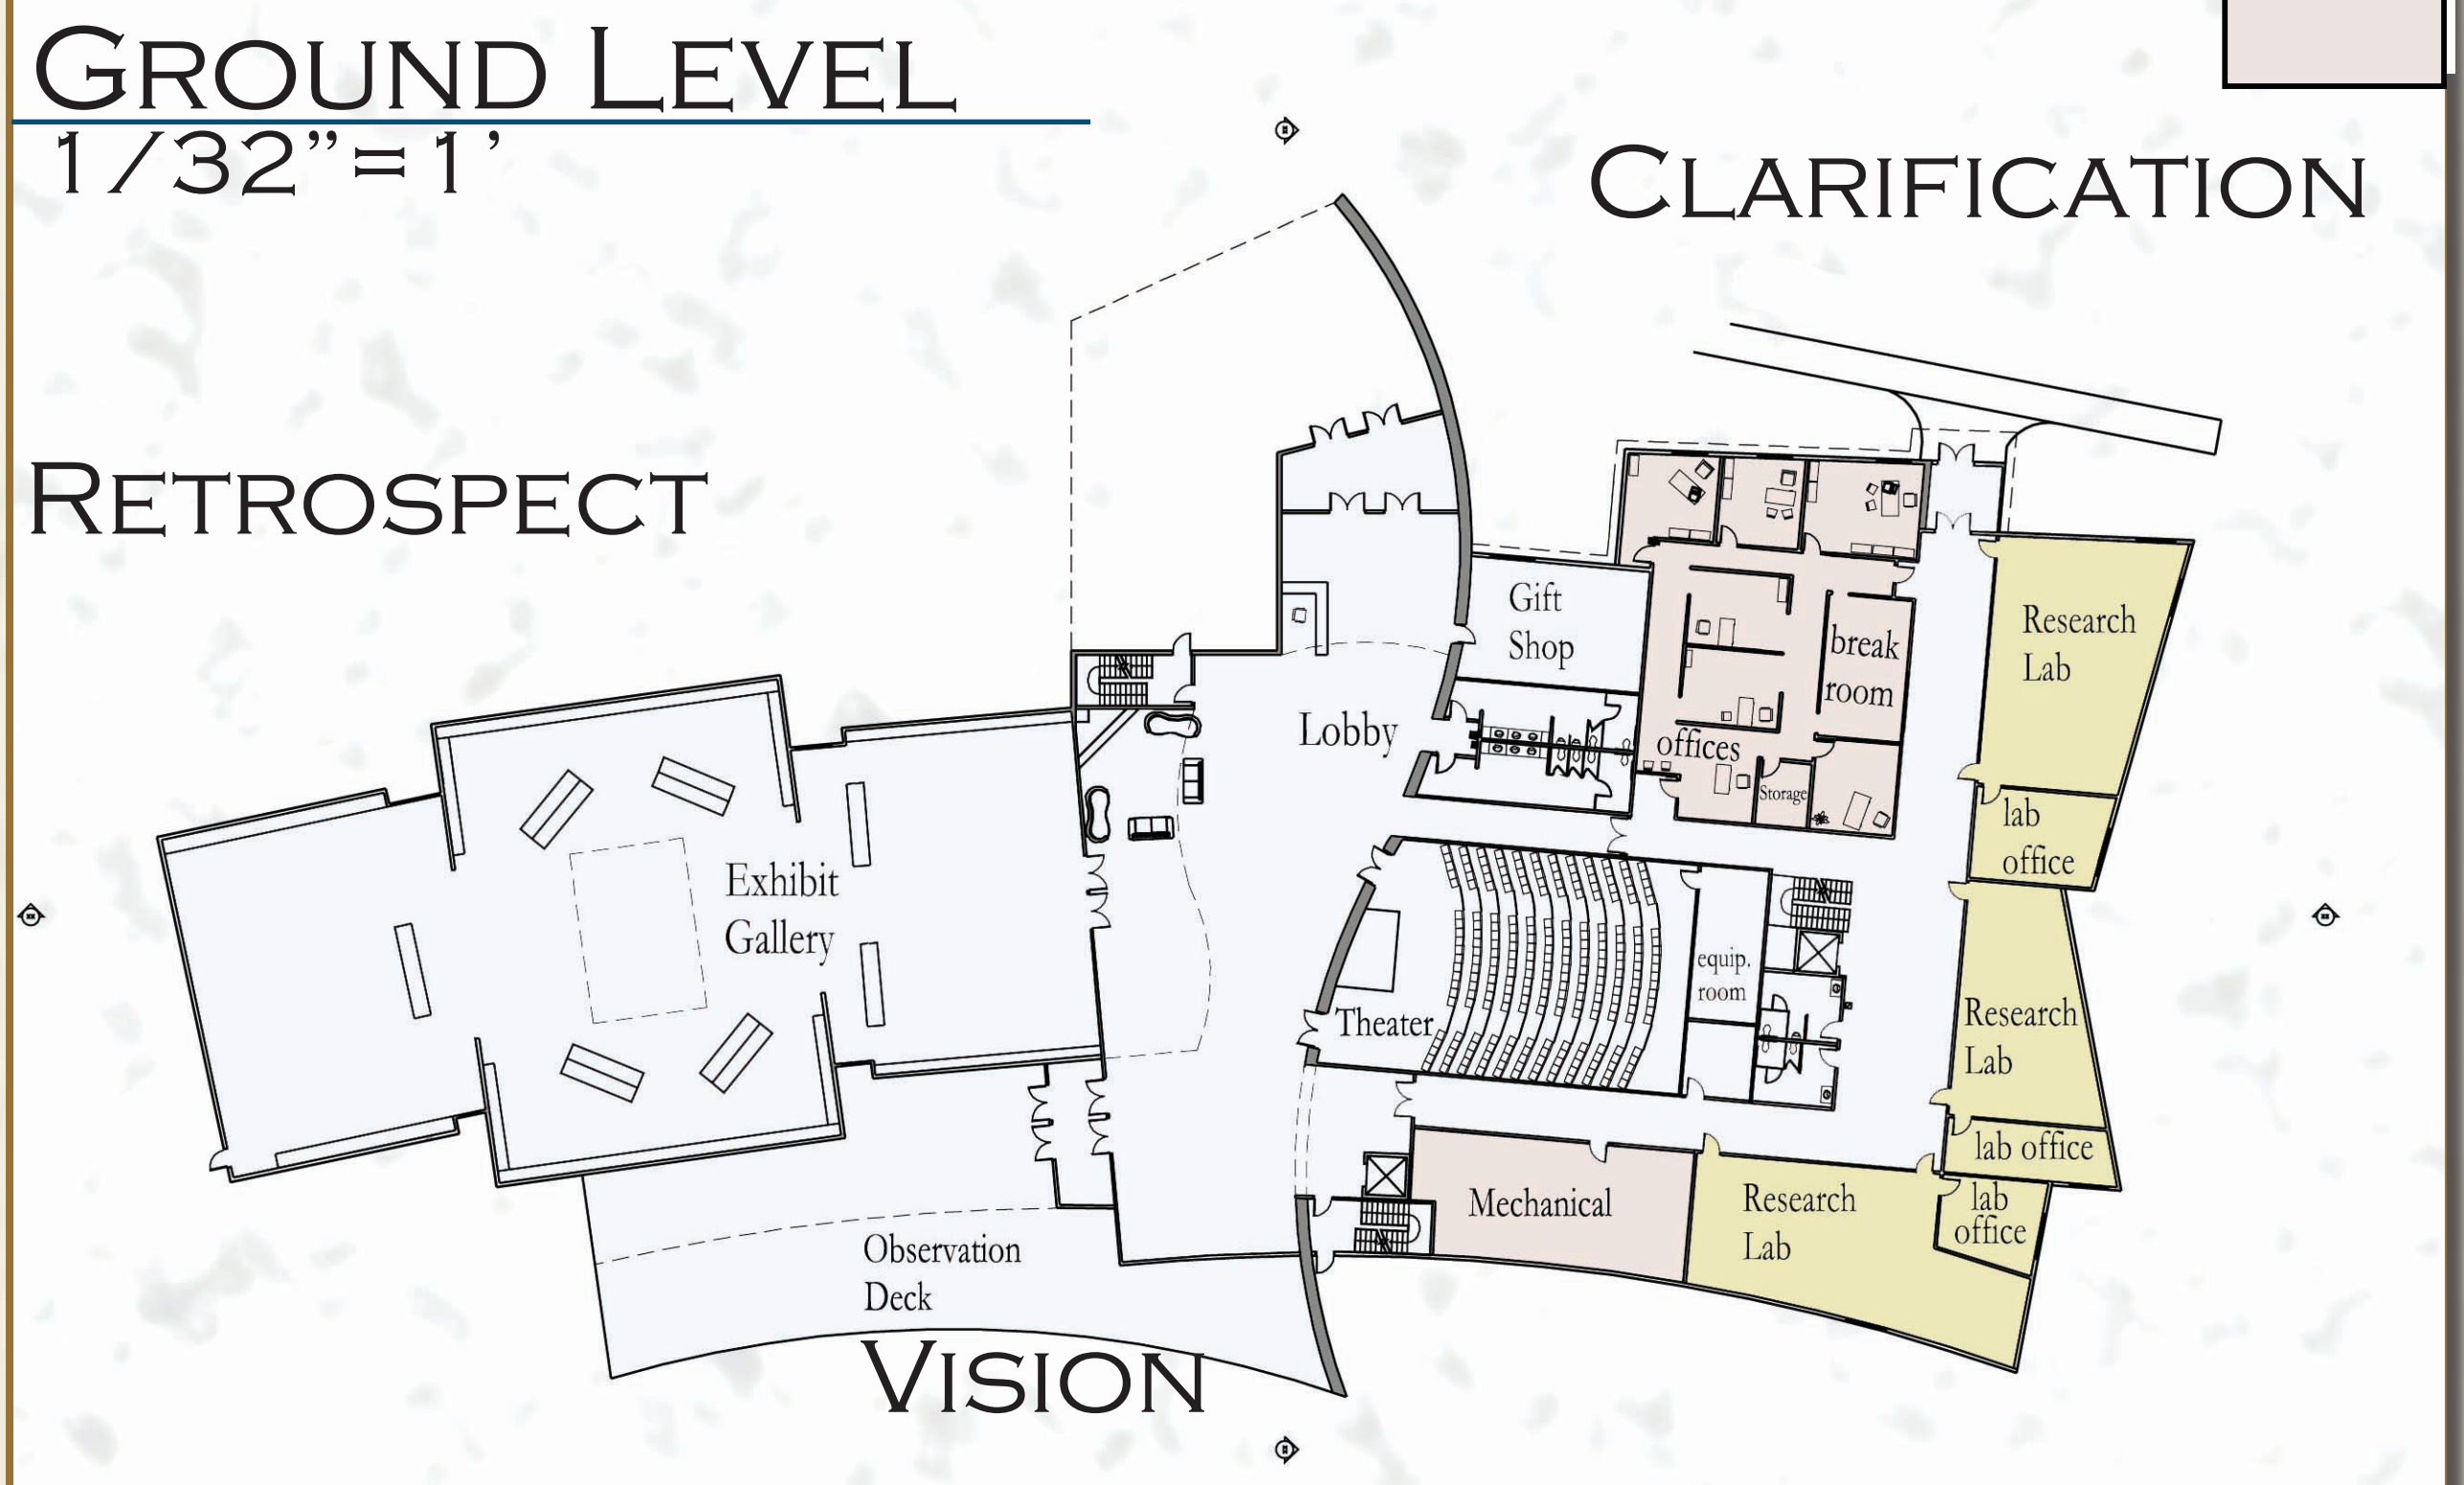 GROUND LEVEL
1/32”=1’
CLARIFICATION
RETROSPECT
Gift
Shop
Research
Lab
break
room
Lobby
offices
Storage
lab
office
Exhibit
Gallery
equip.
room
Theater
Research
Lab
lab office
Mechanical
Research
Lab
lab
office
Observation
Deck
VISION